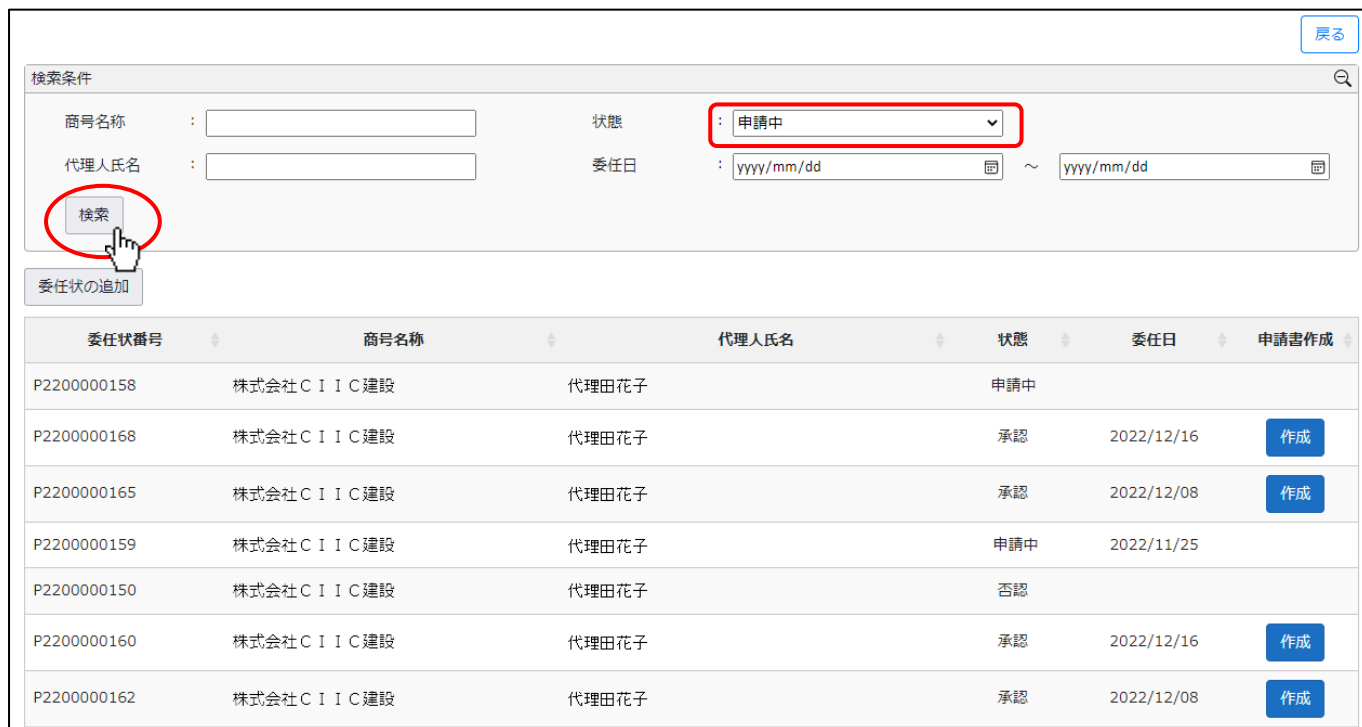 戻る
検索条件
商号名称 : 状態 : 申請中
代理人氏名 : 委任日 : yyyy/mm/dd ～ yyyy/mm/dd
検索
委任状の追加
委任状番号 商号名称 代理人氏名 状態 委任日 申請書作成
P2200000158 株式会社ＣＩＩＣ建設 代理田花子 申請中
P2200000168 株式会社ＣＩＩＣ建設 代理田花子 承認 2022/12/16 作成
P2200000165 株式会社ＣＩＩＣ建設 代理田花子 承認 2022/12/08 作成
P2200000159 株式会社ＣＩＩＣ建設 代理田花子 申請中 2022/11/25
P2200000150 株式会社ＣＩＩＣ建設 代理田花子 否認
P2200000160 株式会社ＣＩＩＣ建設 代理田花子 承認 2022/12/16 作成
P2200000162 株式会社ＣＩＩＣ建設 代理田花子 承認 2022/12/08 作成